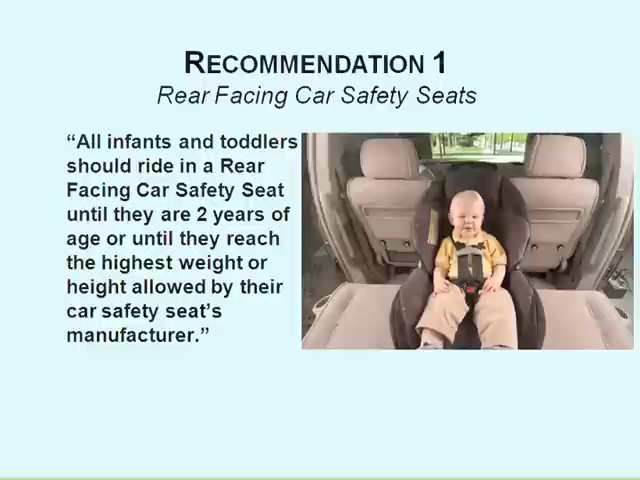 RECOMMENDATION 1
Rear Facing Car Safety Seats
“All infants and toddlers
should ride in a Rear
Facing Car Safety Seat
until they are 2 years of
age or until they reach
the highest weight or
height allowed by their
car safety seat’s
manufacturer.”